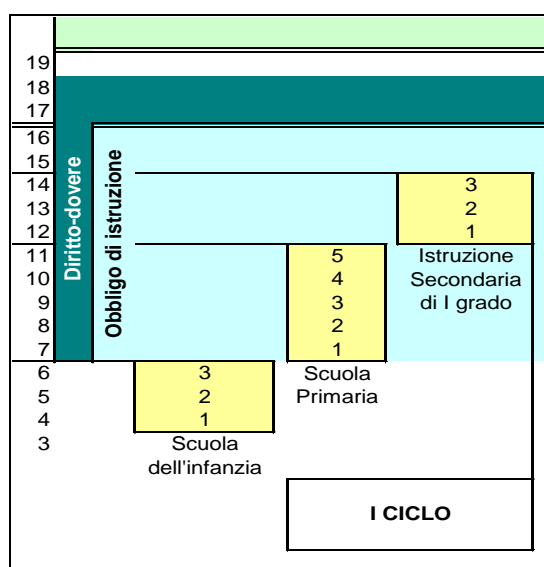 19
18
17
16
15
14 3
13 2
12 1
11 5 Istruzione
10 4 Secondaria
9 3 di I grado
8 2
7 1
6 3 Scuola
5 2 Primaria
4 1
3 Scuola
dell'infanzia
Diritto-dovere
Obbligo di istruzione
I CICLO